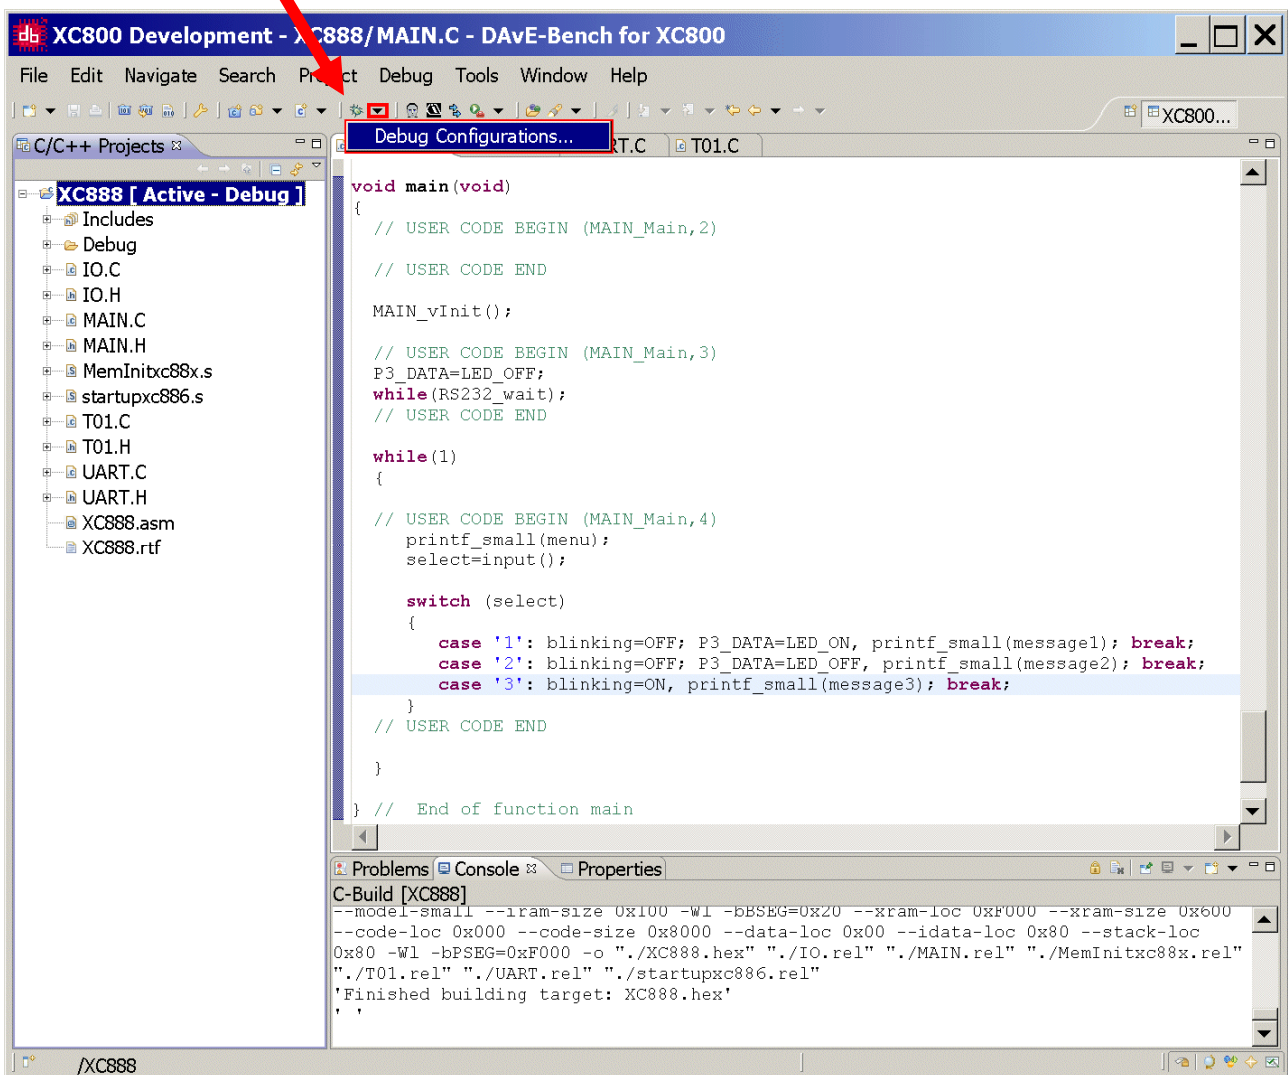 XC800 Development - XC888/MAIN.C - DAvE-Bench for XC800
File Edit Navigate Search Project Debug Tools Window Help
XC800...
Debug Configurations...
C/C++ Projects
RT.C T01.C
XC888 [ Active - Debug ]
Includes
Debug
IO.C
IO.H
MAIN.C
MAIN.H
MemInitxc88x.s
startupxc886.s
T01.C
T01.H
UART.C
UART.H
XC888.asm
XC888.rtf
void main(void)
{
// USER CODE BEGIN (MAIN_Main,2)
// USER CODE END
MAIN_vInit();
// USER CODE BEGIN (MAIN_Main,3)
P3_DATA=LED_OFF;
while(RS232_wait);
// USER CODE END
while(1)
{
// USER CODE BEGIN (MAIN_Main,4)
printf_small(menu);
select=input();
switch (select)
{
case '1': blinking=OFF; P3_DATA=LED_ON, printf_small(message1); break;
case '2': blinking=OFF; P3_DATA=LED_OFF, printf_small(message2); break;
case '3': blinking=ON, printf_small(message3); break;
}
// USER CODE END
}
} // End of function main
Problems Console Properties
C-Build [XC888]
--model-small --iram-size 0x100 -Wl -bBSEG=0x20 --xram-loc 0xF000 --xram-size 0x600
--code-loc 0x000 --code-size 0x8000 --data-loc 0x00 --idata-loc 0x80 --stack-loc
0x80 -Wl -bPSEG=0xF000 -o "./XC888.hex" "./IO.rel" "./MAIN.rel" "./MemInitxc88x.rel"
"./T01.rel" "./UART.rel" "./startupxc886.rel"
'Finished building target: XC888.hex'
' '
/XC888